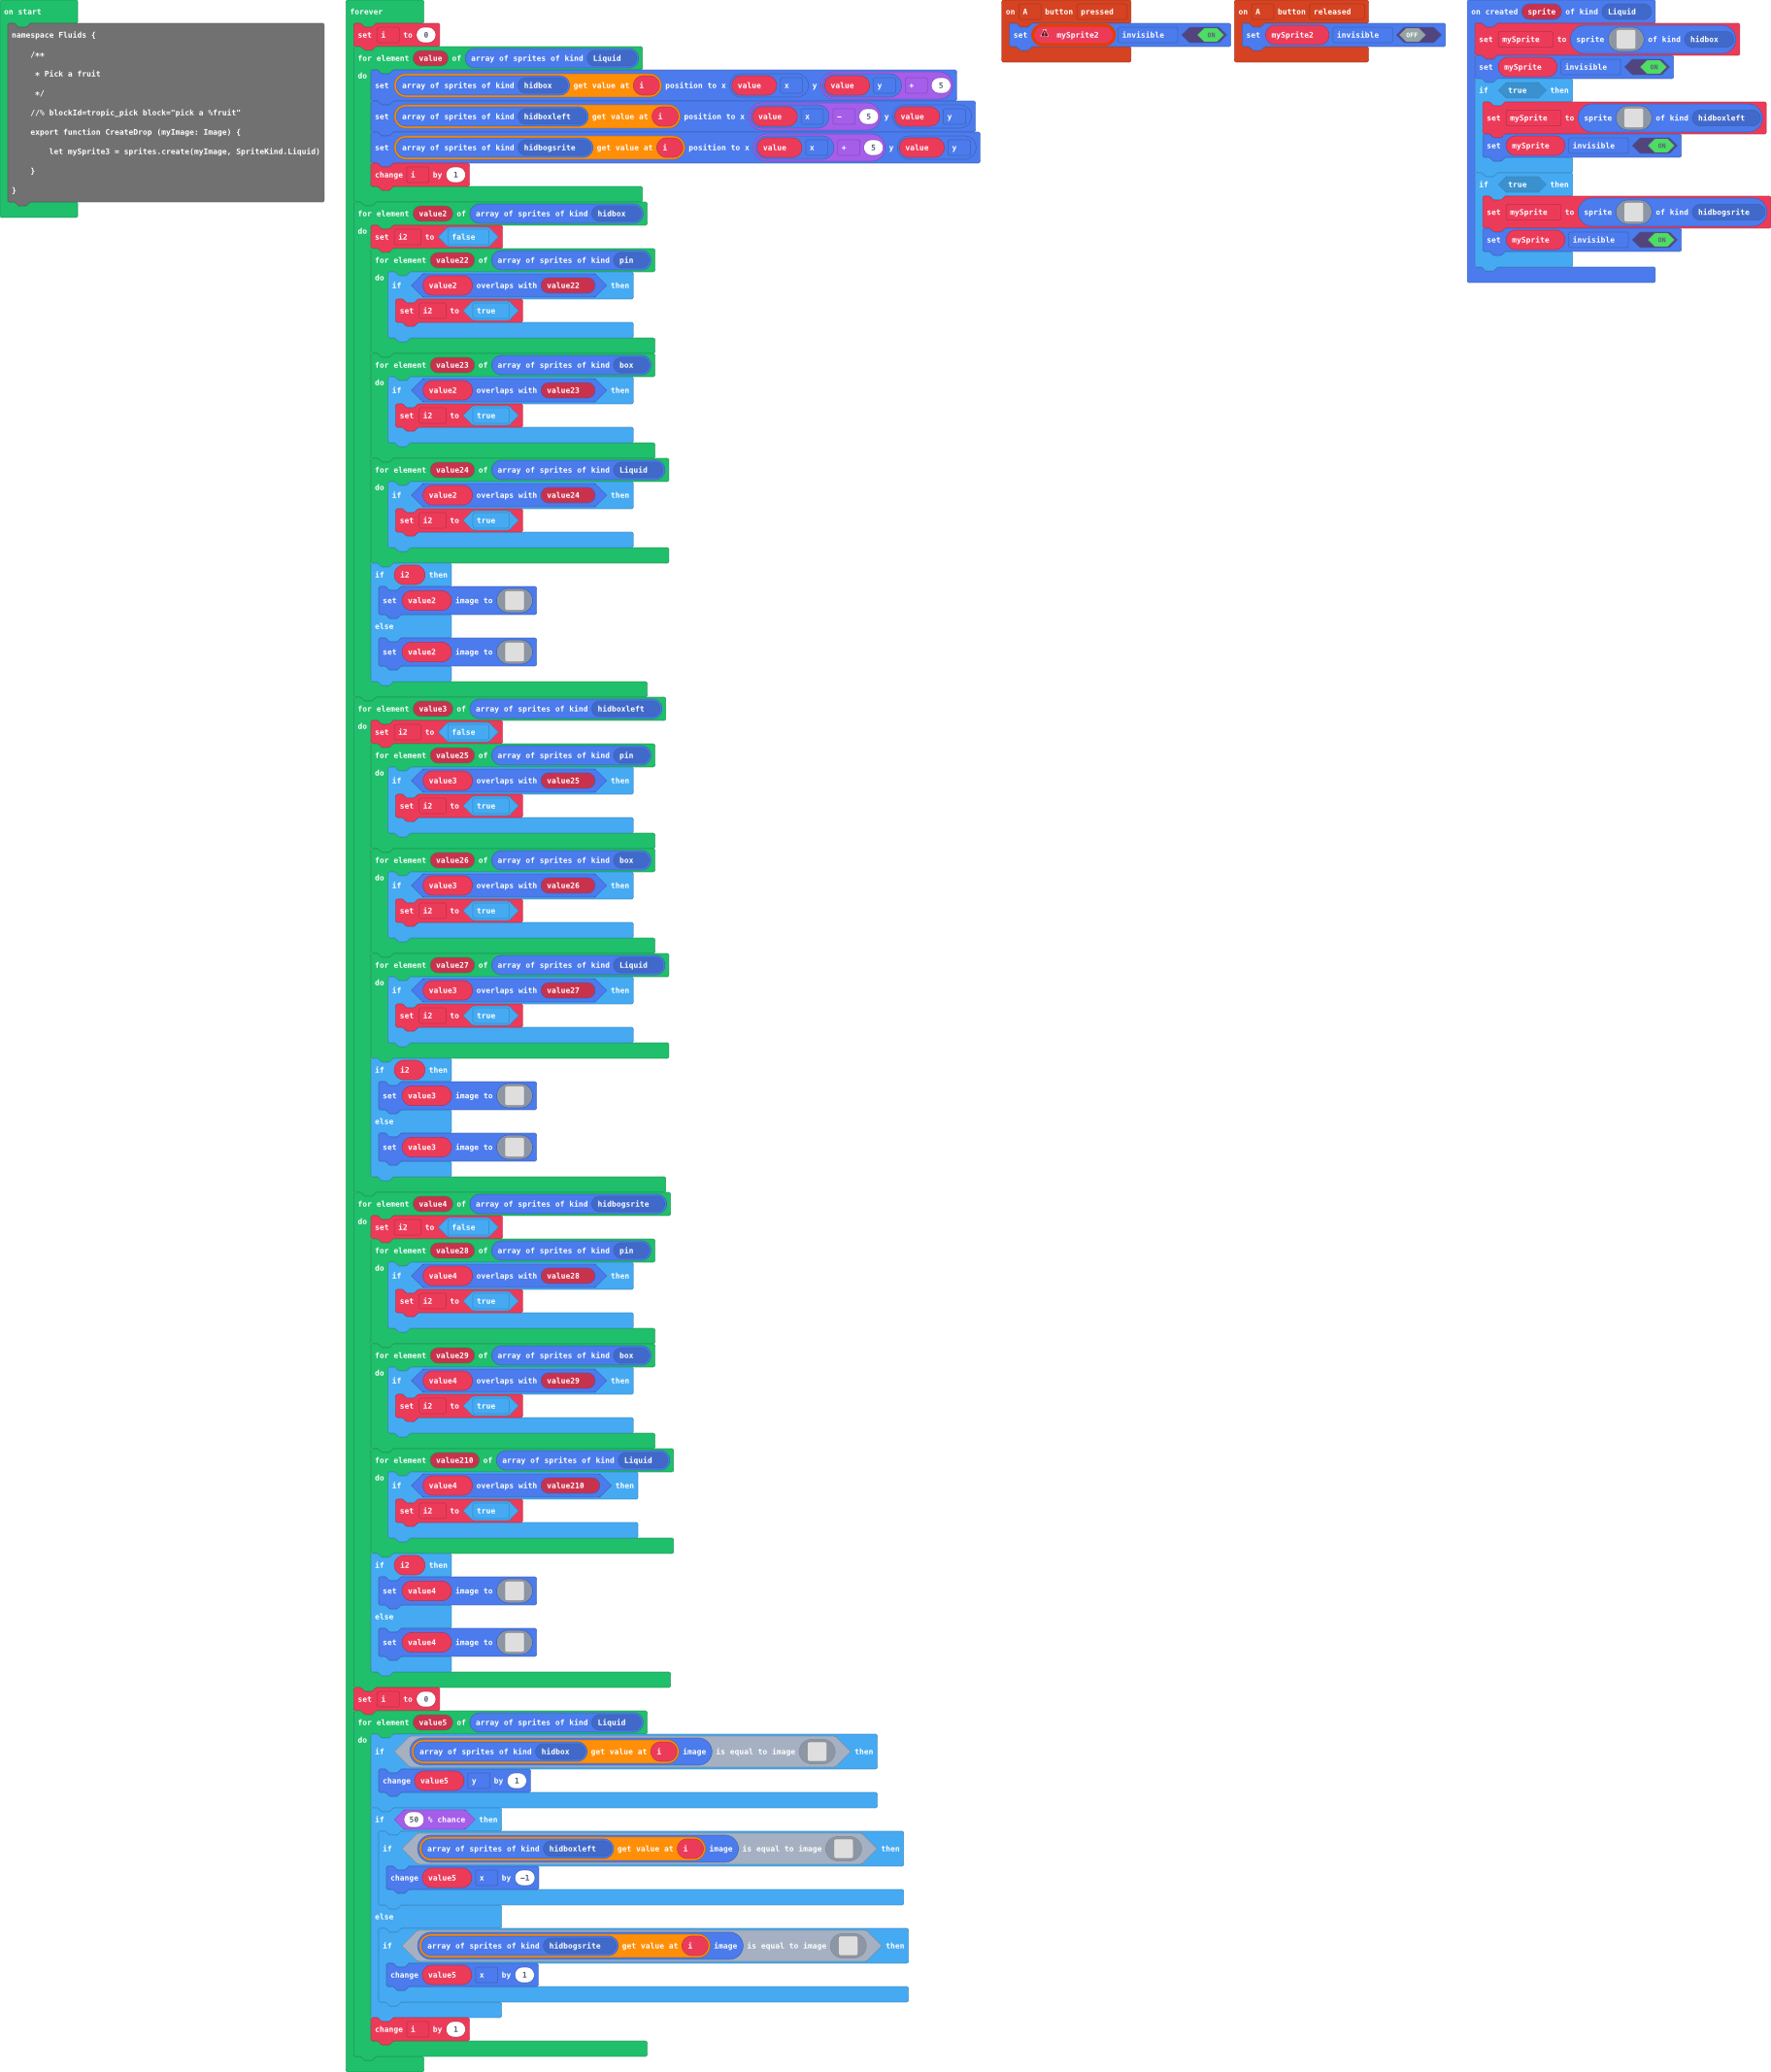 on start
namespace Fluids {
/**
* Pick a fruit
*/
//% blockId=tropic_pick block="pick a %fruit"
export function CreateDrop (myImage: Image) {
let mySprite3 = sprites.create(myImage, SpriteKind.Liquid)
}
}
forever
set i to 0
for element value of array of sprites of kind Liquid
do
set array of sprites of kind hidbox get value at i position to x value x y value y + 5
set array of sprites of kind hidboxleft get value at i position to x value x - 5 y value y
set array of sprites of kind hidbogsrite get value at i position to x value x + 5 y value y
change i by 1
for element value2 of array of sprites of kind hidbox
do
set i2 to false
for element value22 of array of sprites of kind pin
do
if value2 overlaps with value22 then
set i2 to true
for element value23 of array of sprites of kind box
do
if value2 overlaps with value23 then
set i2 to true
for element value24 of array of sprites of kind Liquid
do
if value2 overlaps with value24 then
set i2 to true
if i2 then
set value2 image to
else
set value2 image to
for element value3 of array of sprites of kind hidboxleft
do
set i2 to false
for element value25 of array of sprites of kind pin
do
if value3 overlaps with value25 then
set i2 to true
for element value26 of array of sprites of kind box
do
if value3 overlaps with value26 then
set i2 to true
for element value27 of array of sprites of kind Liquid
do
if value3 overlaps with value27 then
set i2 to true
if i2 then
set value3 image to
else
set value3 image to
for element value4 of array of sprites of kind hidbogsrite
do
set i2 to false
for element value28 of array of sprites of kind pin
do
if value4 overlaps with value28 then
set i2 to true
for element value29 of array of sprites of kind box
do
if value4 overlaps with value29 then
set i2 to true
for element value210 of array of sprites of kind Liquid
do
if value4 overlaps with value210 then
set i2 to true
if i2 then
set value4 image to
else
set value4 image to
set i to 0
for element value5 of array of sprites of kind Liquid
do
if array of sprites of kind hidbox get value at i image is equal to image then
change value5 y by 1
if 50 % chance then
if array of sprites of kind hidboxleft get value at i image is equal to image then
change value5 x by -1
else
if array of sprites of kind hidbogsrite get value at i image is equal to image then
change value5 x by 1
change i by 1
on A button pressed
set mySprite2 invisible ON
on A button released
set mySprite2 invisible OFF
on created sprite of kind Liquid
set mySprite to sprite of kind hidbox
set mySprite invisible ON
if true then
set mySprite to sprite of kind hidboxleft
set mySprite invisible ON
if true then
set mySprite to sprite of kind hidbogsrite
set mySprite invisible ON